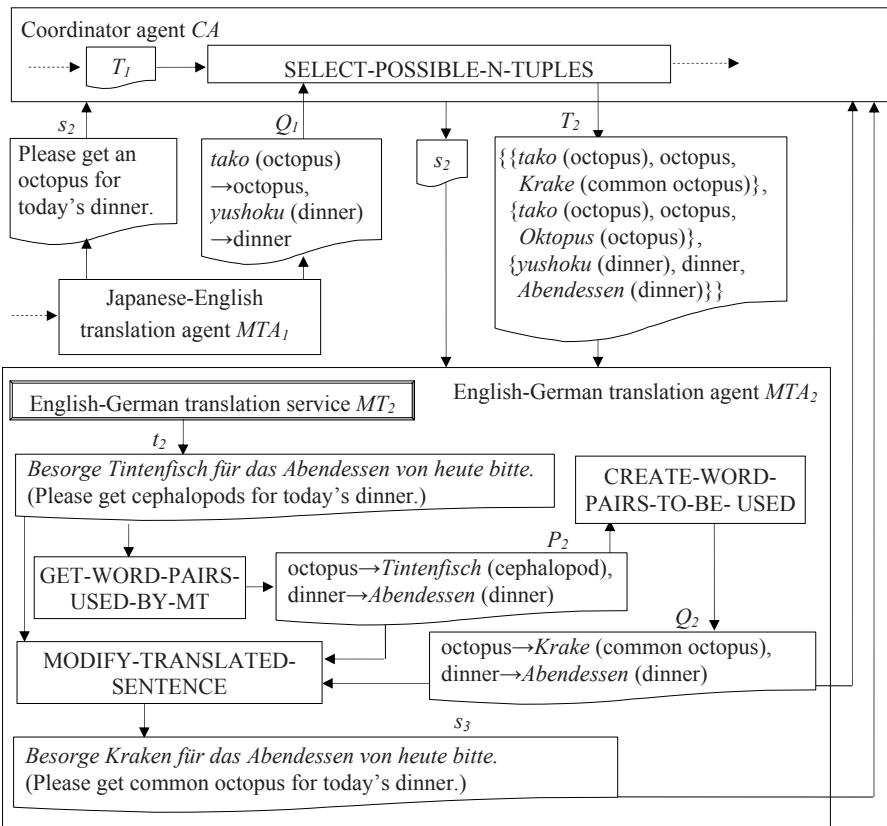 Coordinator agent CA
T1
SELECT-POSSIBLE-N-TUPLES
s2
Q1
T2
Please get an
octopus for
today's dinner.
tako (octopus)
→octopus,
yushoku (dinner)
→dinner
s2
{{tako (octopus), octopus,
Krake (common octopus)},
{tako (octopus), octopus,
Oktopus (octopus)},
{yushoku (dinner), dinner,
Abendessen (dinner)}}
Japanese-English
translation agent MTA1
English-German translation agent MTA2
English-German translation service MT2
t2
Besorge Tintenfisch für das Abendessen von heute bitte.
(Please get cephalopods for today's dinner.)
CREATE-WORD-
PAIRS-TO-BE- USED
P2
GET-WORD-PAIRS-
USED-BY-MT
octopus→Tintenfisch (cephalopod),
dinner→Abendessen (dinner)
Q2
MODIFY-TRANSLATED-
SENTENCE
octopus→Krake (common octopus),
dinner→Abendessen (dinner)
s3
Besorge Kraken für das Abendessen von heute bitte.
(Please get common octopus for today's dinner.)